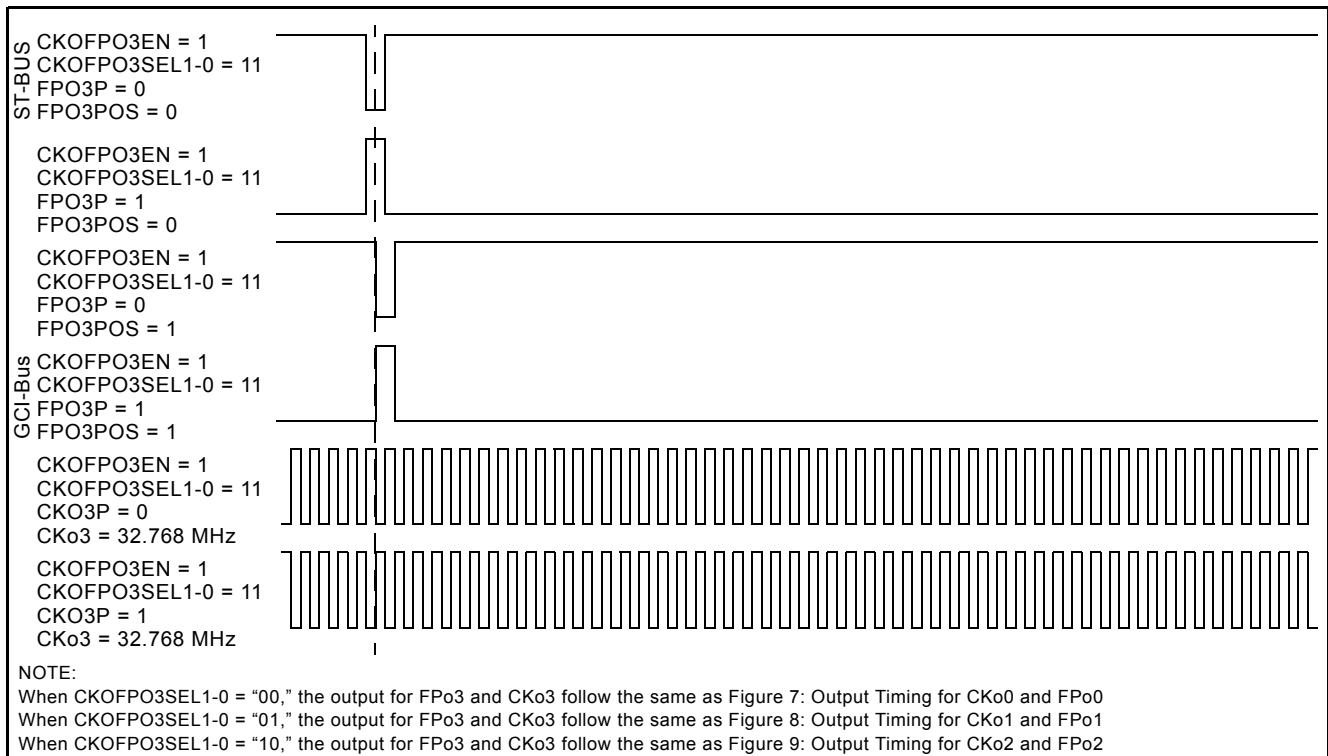 ST-BUS
CKOFPO3EN = 1
CKOFPO3SEL1-0 = 11
FPO3P = 0
FPO3POS = 0
CKOFPO3EN = 1
CKOFPO3SEL1-0 = 11
FPO3P = 1
FPO3POS = 0
CKOFPO3EN = 1
CKOFPO3SEL1-0 = 11
FPO3P = 0
FPO3POS = 1
GCI-Bus
CKOFPO3EN = 1
CKOFPO3SEL1-0 = 11
FPO3P = 1
FPO3POS = 1
CKOFPO3EN = 1
CKOFPO3SEL1-0 = 11
CKO3P = 0
CKo3 = 32.768 MHz
CKOFPO3EN = 1
CKOFPO3SEL1-0 = 11
CKO3P = 1
CKo3 = 32.768 MHz
NOTE:
When CKOFPO3SEL1-0 = “00,” the output for FPo3 and CKo3 follow the same as Figure 7: Output Timing for CKo0 and FPo0
When CKOFPO3SEL1-0 = “01,” the output for FPo3 and CKo3 follow the same as Figure 8: Output Timing for CKo1 and FPo1
When CKOFPO3SEL1-0 = “10,” the output for FPo3 and CKo3 follow the same as Figure 9: Output Timing for CKo2 and FPo2